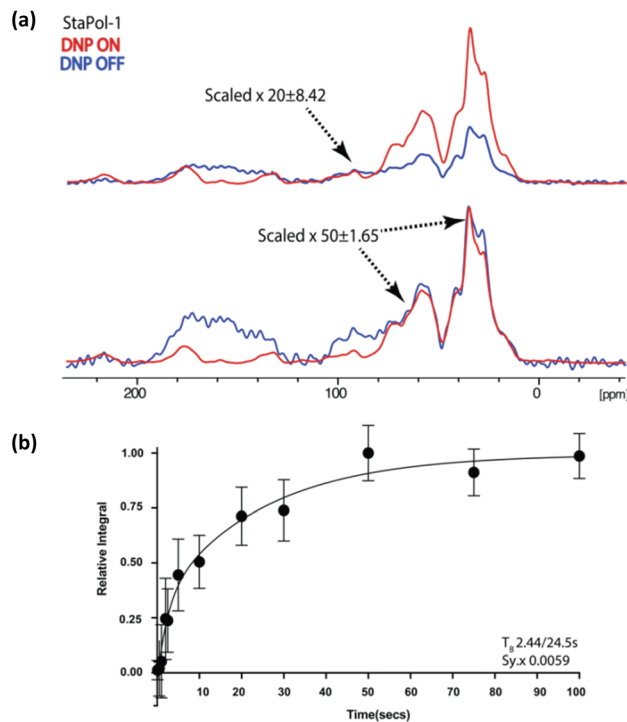 (a)
StaPol-1
DNP ON
DNP OFF
Scaled x 20±8.42
Scaled x 50±1.65
200
100
0
[ppm]
(b)
1.00
0.75
0.50
0.25
0.00
Relative Integral
T_B 2.44/24.5s
Sy.x 0.0059
10 20 30 40 50 60 70 80 90 100
Time(secs)